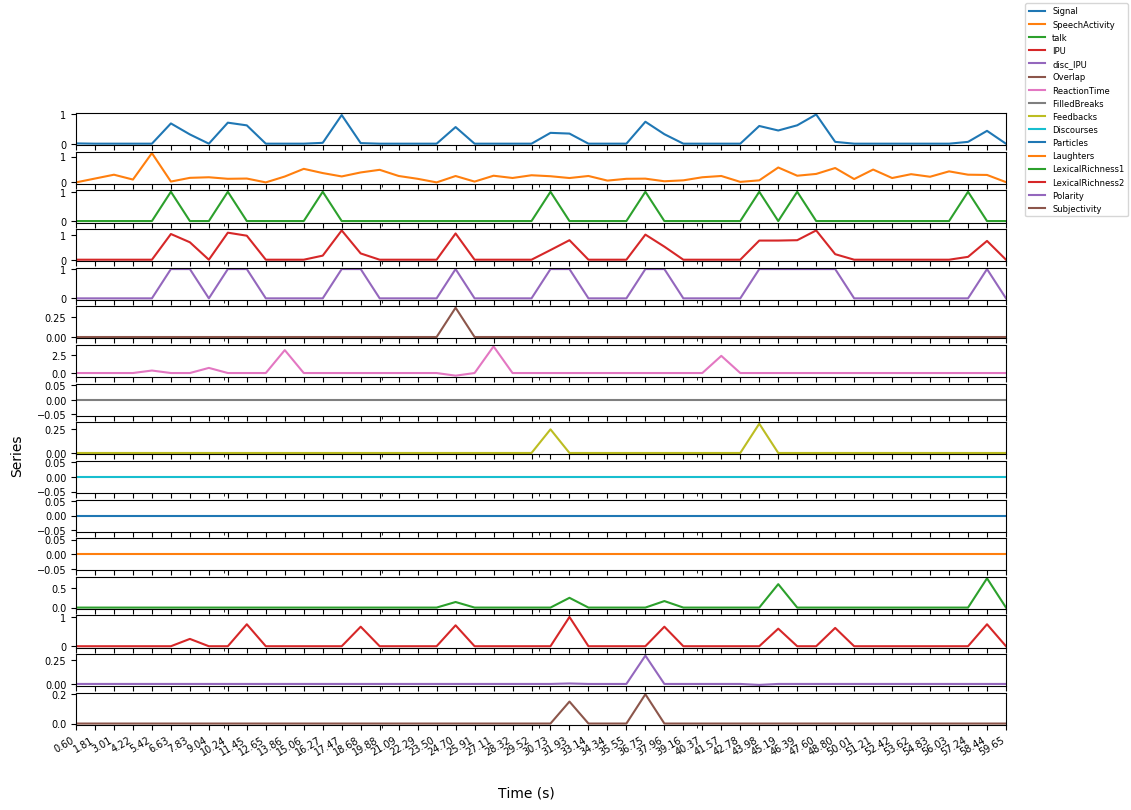 Signal
SpeechActivity
talk
IPU
disc_IPU
Overlap
ReactionTime
FilledBreaks
Feedbacks
Discourses
Particles
Laughters
LexicalRichness1
LexicalRichness2
Polarity
Subjectivity
1
0
1
0
1
0
1
0
1
0
0.25
0.00
2.5
0.0
0.05
0.00
−0.05
0.25
0.00
0.05
0.00
−0.05
0.05
0.00
−0.05
0.05
0.00
−0.05
0.5
0.0
1
0
0.25
0.00
0.2
0.0
Series
0.60 1.81 3.01 4.22 5.42 6.63 7.83 9.04 10.24 11.45 12.65 13.86 15.06 16.27 17.47 18.68 19.88 21.09 22.29 23.50 24.70 25.91 27.11 28.32 29.52 30.73 31.93 33.14 34.34 35.55 36.75 37.96 39.16 40.37 41.57 42.78 43.98 45.19 46.39 47.60 48.80 50.01 51.21 52.42 53.62 54.83 56.03 57.24 58.44 59.65
Time (s)